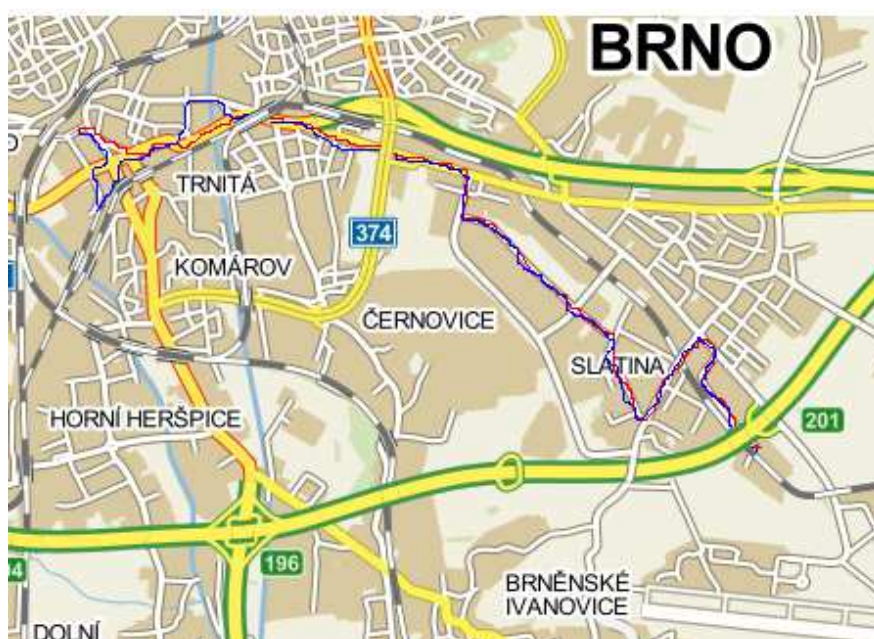 BRNO
TRNITÁ
374
KOMÁROV
ČERNOVICE
SLATINA
HORNÍ HERŠPICE
201
196
BRNĚNSKÉ
IVANOVICE
DOLNÍ